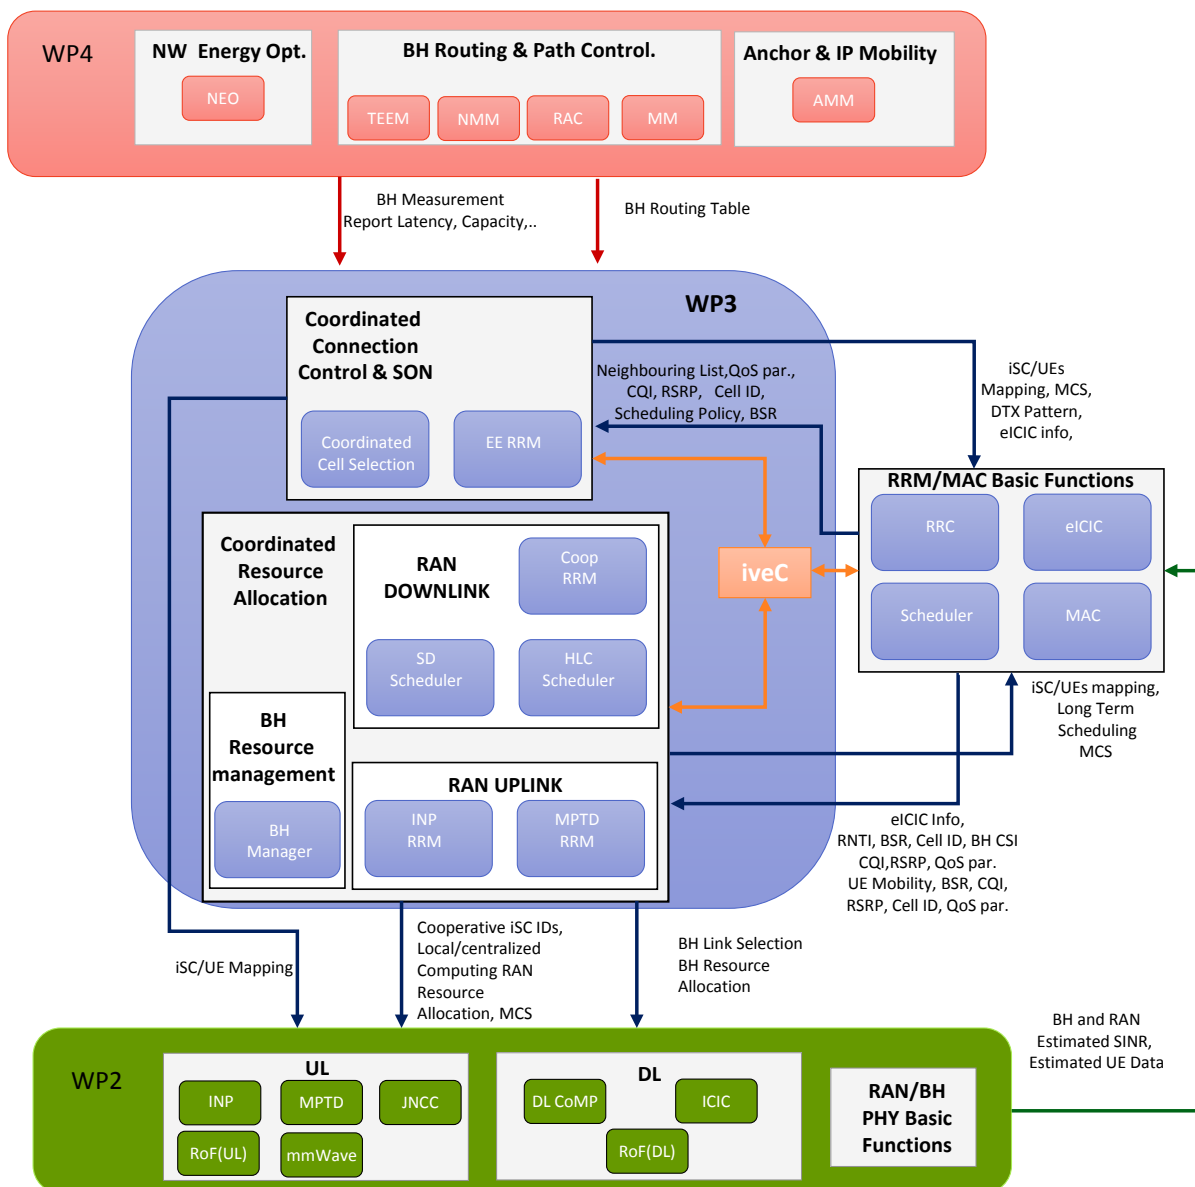 WP4
NW Energy Opt.
NEO
BH Routing & Path Control.
TEEM
NMM
RAC
MM
Anchor & IP Mobility
AMM
BH Measurement
Report Latency, Capacity,..
BH Routing Table
WP3
Coordinated
Connection
Control & SON
Coordinated
Cell Selection
EE RRM
Neighbouring List,QoS par.,
CQI, RSRP, Cell ID,
Scheduling Policy, BSR
iSC/UEs
Mapping, MCS,
DTX Pattern,
eICIC info,
RRM/MAC Basic Functions
RRC
eICIC
Scheduler
MAC
iveC
Coordinated
Resource
Allocation
RAN
DOWNLINK
Coop
RRM
SD
Scheduler
HLC
Scheduler
BH
Resource
management
BH
Manager
RAN UPLINK
INP
RRM
MPTD
RRM
iSC/UEs mapping,
Long Term
Scheduling
MCS
eICIC Info,
RNTI, BSR, Cell ID, BH CSI
CQI,RSRP, QoS par.
UE Mobility, BSR, CQI,
RSRP, Cell ID, QoS par.
iSC/UE Mapping
Cooperative iSC IDs,
Local/centralized
Computing RAN
Resource
Allocation, MCS
BH Link Selection
BH Resource
Allocation
BH and RAN
Estimated SINR,
Estimated UE Data
WP2
UL
INP
MPTD
JNCC
RoF(UL)
mmWave
DL
DL CoMP
ICIC
RoF(DL)
RAN/BH
PHY Basic
Functions